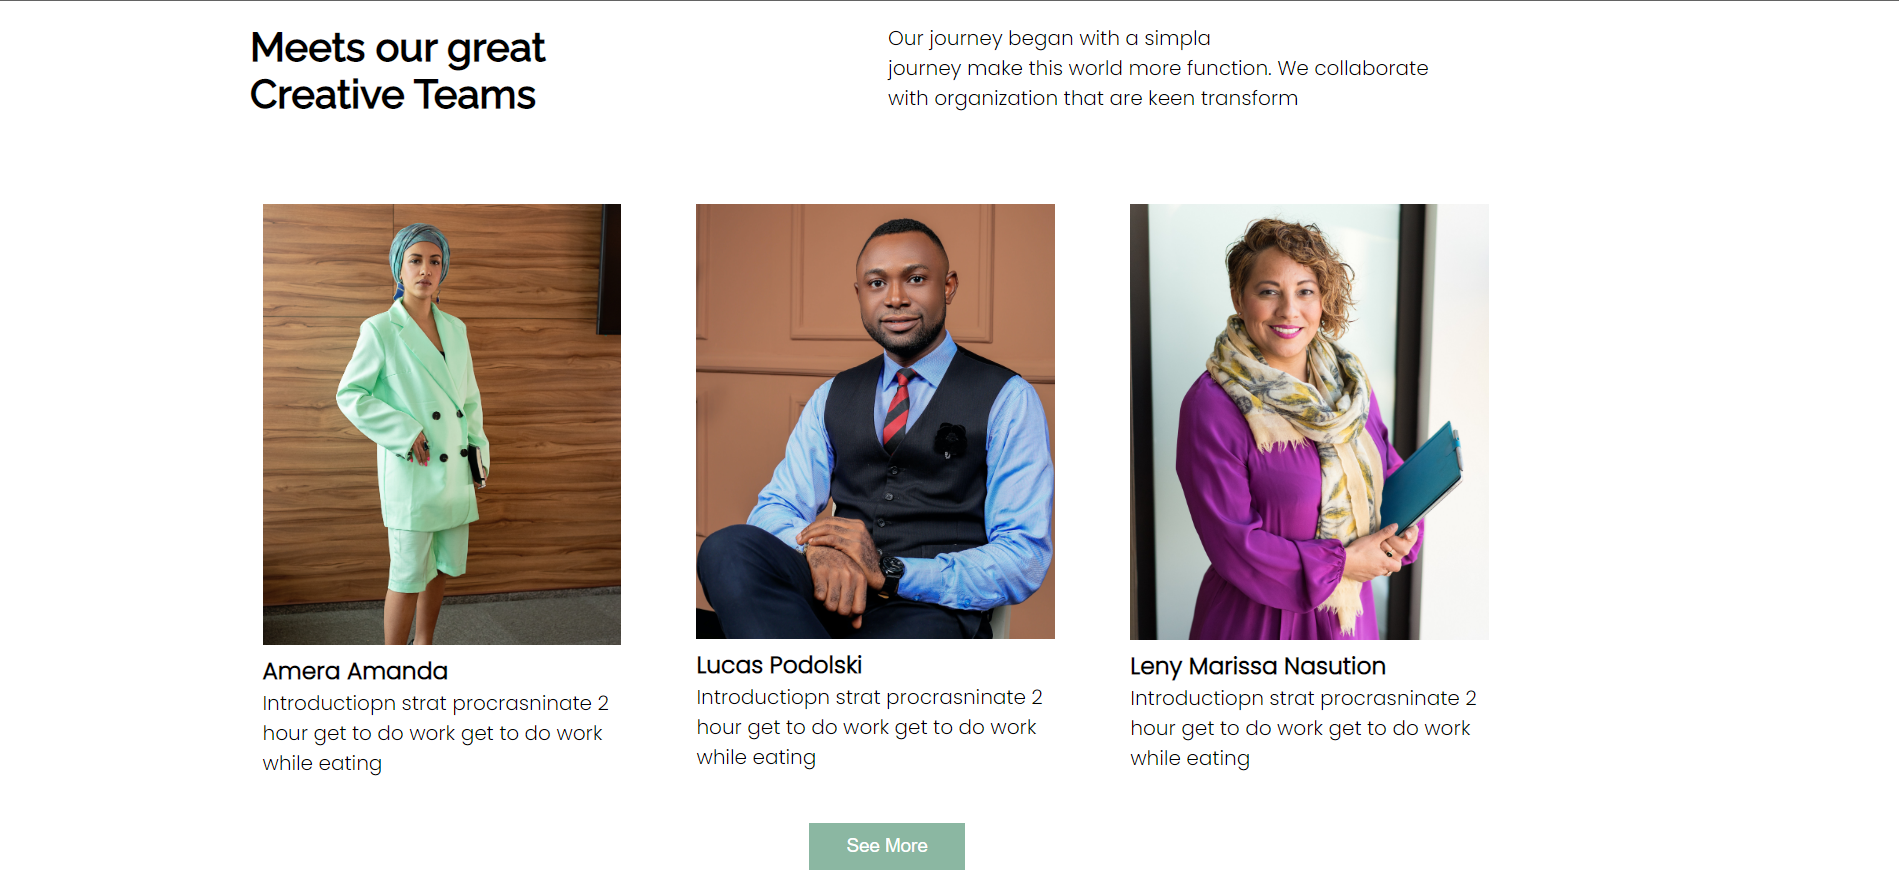 Meets our great
Creative Teams
Our journey began with a simpla
journey make this world more function. We collaborate
with organization that are keen transform
Amera Amanda
Introductiopn strat procrasninate 2
hour get to do work get to do work
while eating
Lucas Podolski
Introductiopn strat procrasninate 2
hour get to do work get to do work
while eating
Leny Marissa Nasution
Introductiopn strat procrasninate 2
hour get to do work get to do work
while eating
See More